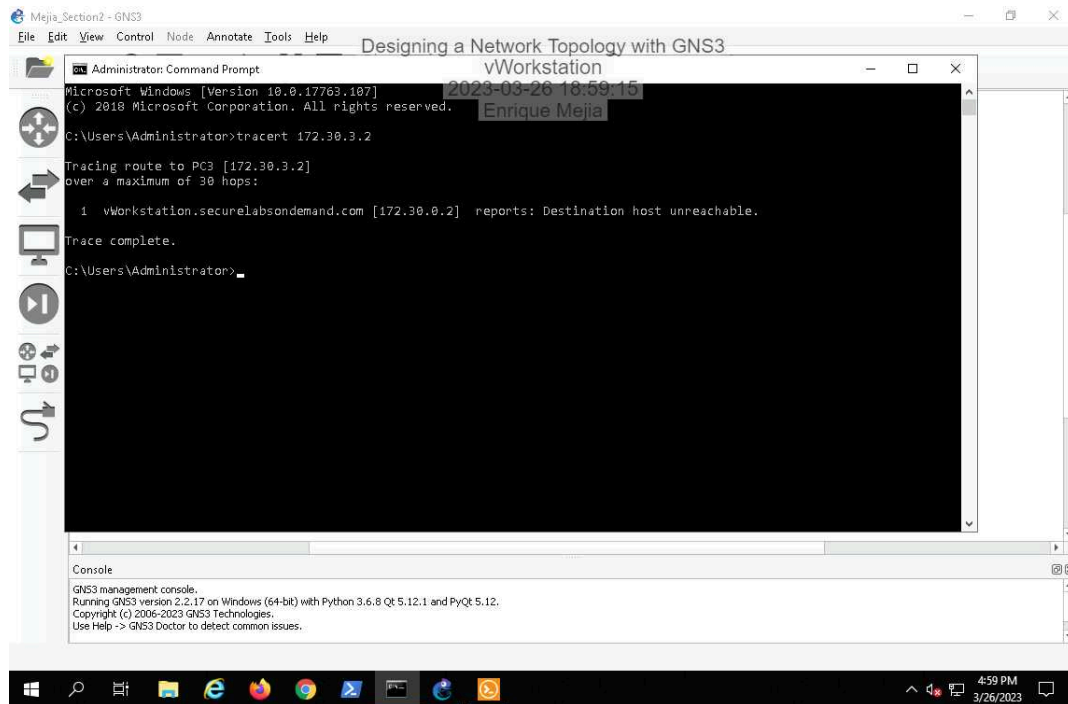 Mejia_Section2 - GNS3
File Edit View Control Node Annotate Tools Help
Designing a Network Topology with GNS3
vWorkstation
2023-03-26 18:59:15
Enrique Mejia
Administrator: Command Prompt
Microsoft Windows [Version 10.0.17763.107]
(c) 2018 Microsoft Corporation. All rights reserved.
C:\Users\Administrator>tracert 172.30.3.2
Tracing route to PC3 [172.30.3.2]
over a maximum of 30 hops:
1 vWorkstation.securelabsondemand.com [172.30.0.2] reports: Destination host unreachable.
Trace complete.
C:\Users\Administrator>
Console
GNS3 management console.
Running GNS3 version 2.2.17 on Windows (64-bit) with Python 3.6.8 Qt 5.12.1 and PyQt 5.12.
Copyright (c) 2006-2023 GNS3 Technologies.
Use Help -> GNS3 Doctor to detect common issues.
4:59 PM
3/26/2023